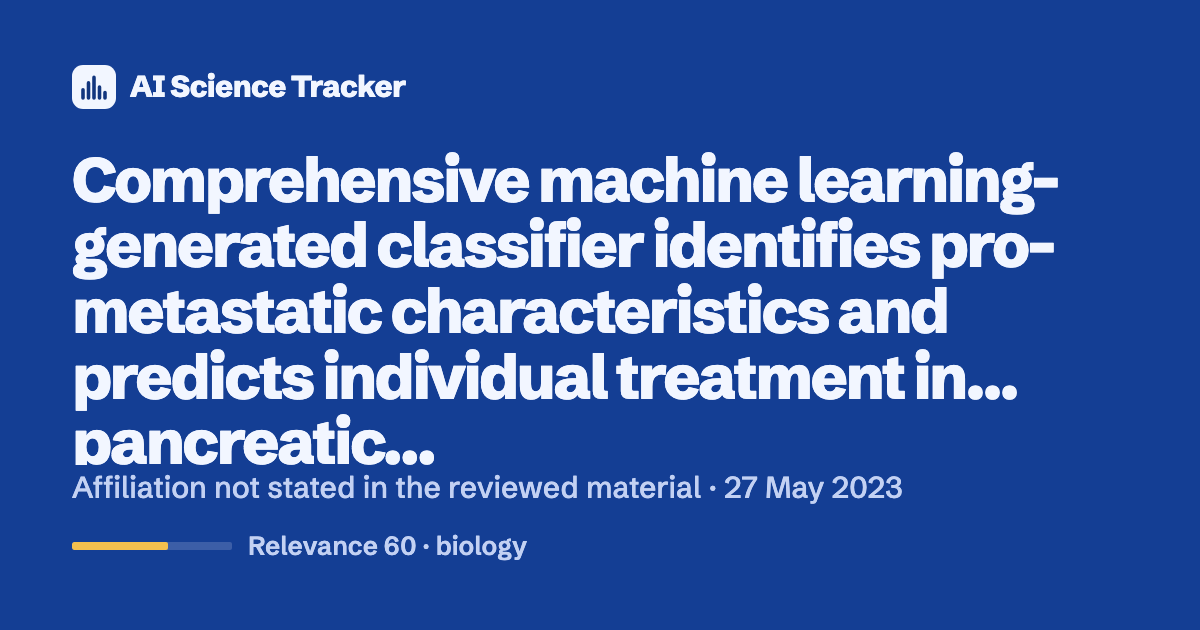 AI Science Tracker
Comprehensive machine learning-
generated classifier identifies pro-
metastatic characteristics and
predicts individual treatment in...
pancreatic...
Affiliation not stated in the reviewed material · 27 May 2023
Relevance 60 · biology